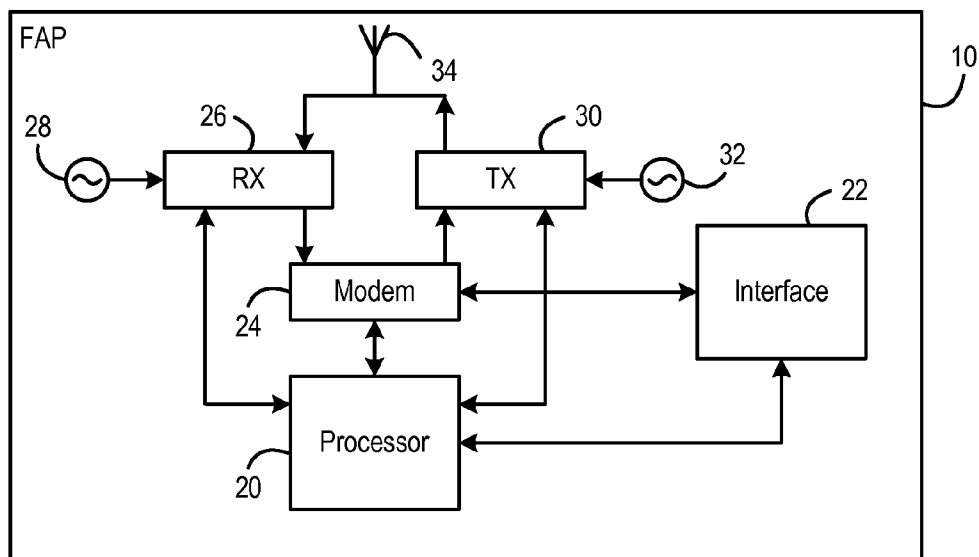 FAP
34
10
26
30
28
32
RX
TX
22
Modem
Interface
24
Processor
20